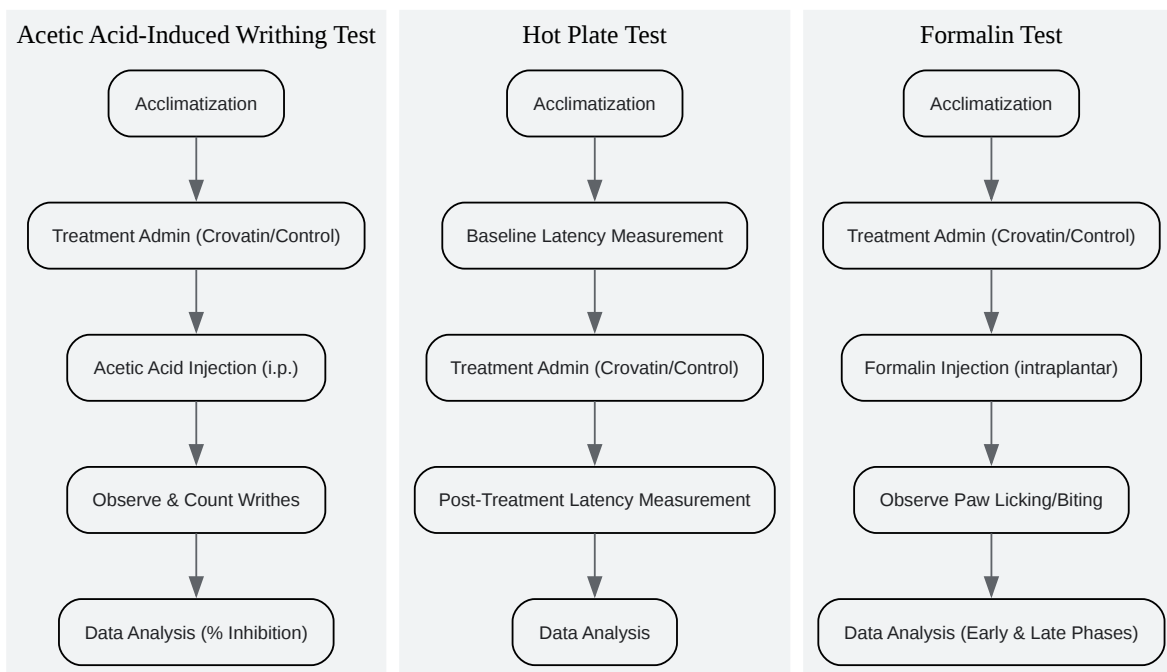 Acetic Acid-Induced Writhing Test
Acclimatization
Treatment Admin (Crovatin/Control)
Acetic Acid Injection (i.p.)
Observe & Count Writhes
Data Analysis (% Inhibition)
Hot Plate Test
Acclimatization
Baseline Latency Measurement
Treatment Admin (Crovatin/Control)
Post-Treatment Latency Measurement
Data Analysis
Formalin Test
Acclimatization
Treatment Admin (Crovatin/Control)
Formalin Injection (intraplantar)
Observe Paw Licking/Biting
Data Analysis (Early & Late Phases)